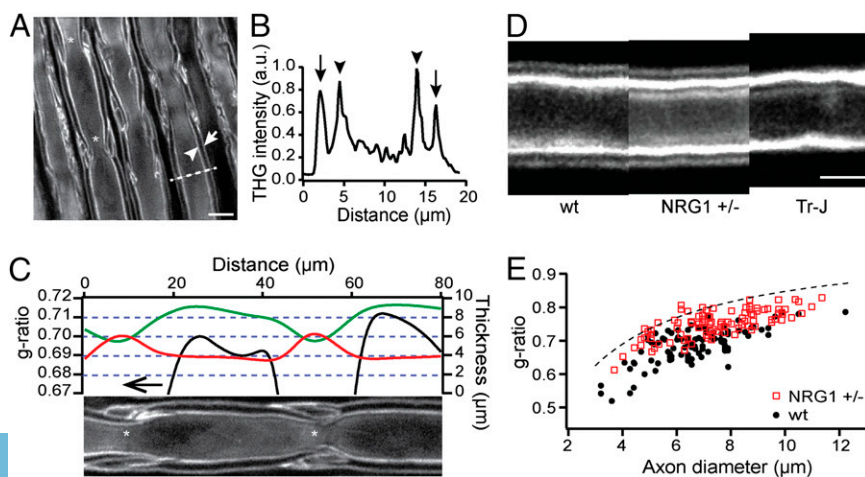 A
*
*
B
THG intensity (a.u.)
1.0
0.8
0.6
0.4
0.2
0
0 5 10 15 20
Distance (µm)
C
Distance (µm)
0 20 40 60 80
g-ratio
0.72
0.71
0.70
0.69
0.68
0.67
Thickness (µm)
10
8
6
4
2
0
* *
D
wt NRG1 +/- Tr-J
E
g-ratio
0.9
0.8
0.7
0.6
0.5
NRG1 +/-
wt
2 4 6 8 10 12
Axon diameter (µm)